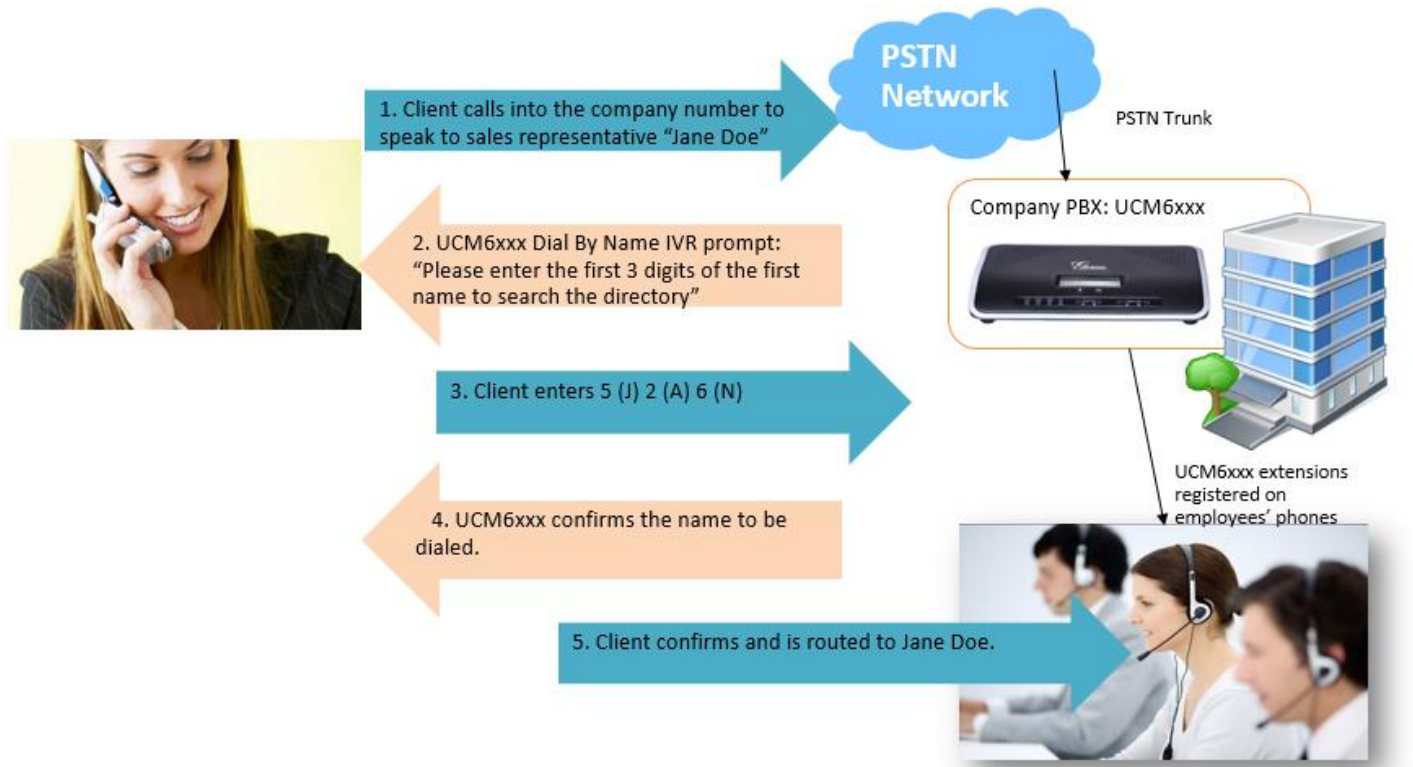 PSTN
Network
1. Client calls into the company number to
speak to sales representative “Jane Doe”
PSTN Trunk
Company PBX: UCM6xxx
2. UCM6xxx Dial By Name IVR prompt:
“Please enter the first 3 digits of the first
name to search the directory”
3. Client enters 5 (J) 2 (A) 6 (N)
UCM6xxx extensions
registered on
employees’ phones
4. UCM6xxx confirms the name to be
dialed.
5. Client confirms and is routed to Jane Doe.